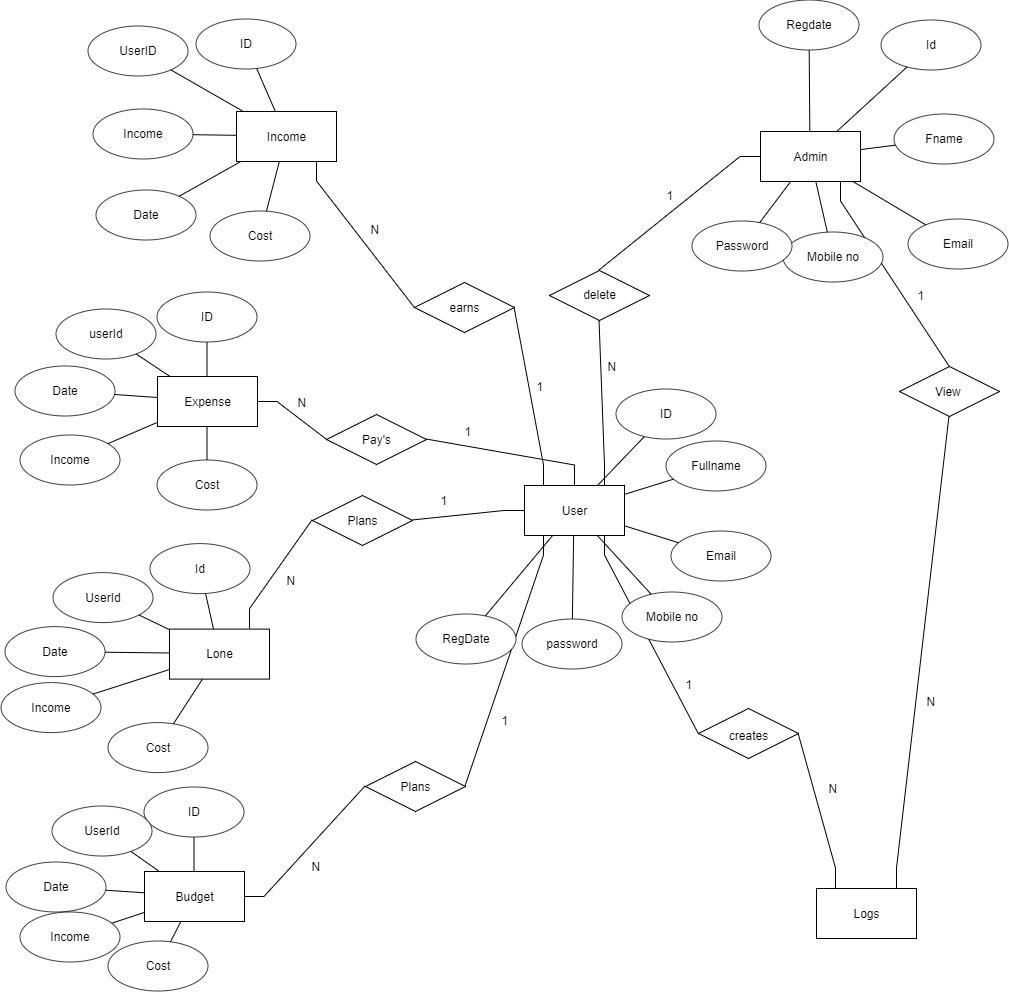 Regdate
ID
Id
UserID
Income
Income
Fname
Admin
1
Date
Cost
N
Password
Mobile no
Email
delete
1
earns
ID
userId
N
1
View
Date
Expense
N
1
Pay's
ID
Income
Cost
Fullname
Plans
1
User
Id
N
Email
UserId
Date
Lone
RegDate
password
Mobile no
Income
1
N
Cost
1
creates
Plans
N
ID
UserId
N
Date
Budget
Income
Logs
Cost